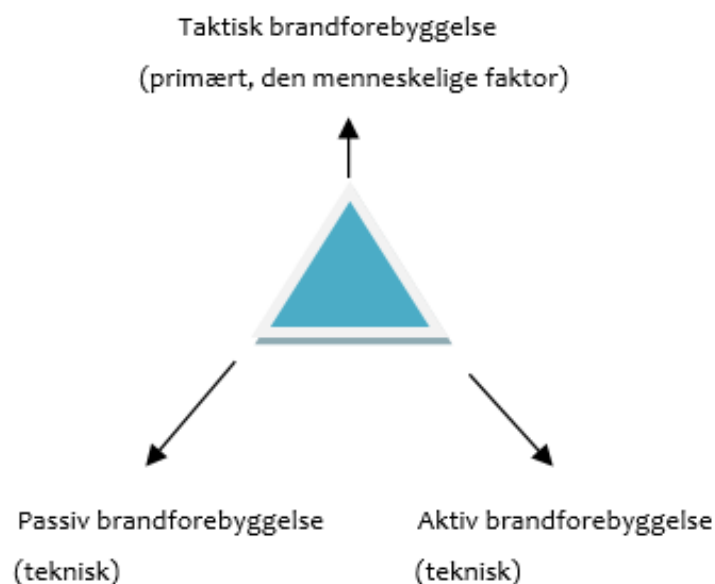 Taktisk brandforebyggelse
(primært, den menneskelige faktor)
Passiv brandforebyggelse
(teknisk)
Aktiv brandforebyggelse
(teknisk)